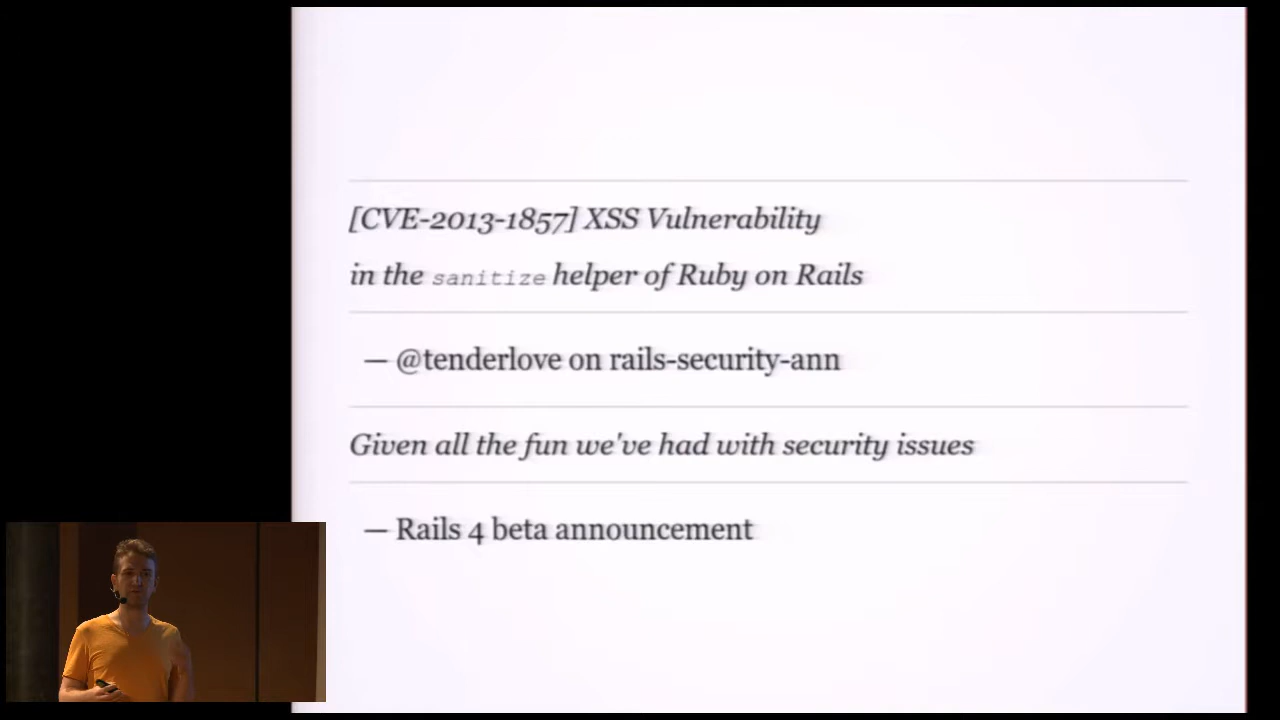 [CVE-2013-1857] XSS Vulnerability
in the sanitize helper of Ruby on Rails
— @tenderlove on rails-security-ann
Given all the fun we've had with security issues
— Rails 4 beta announcement